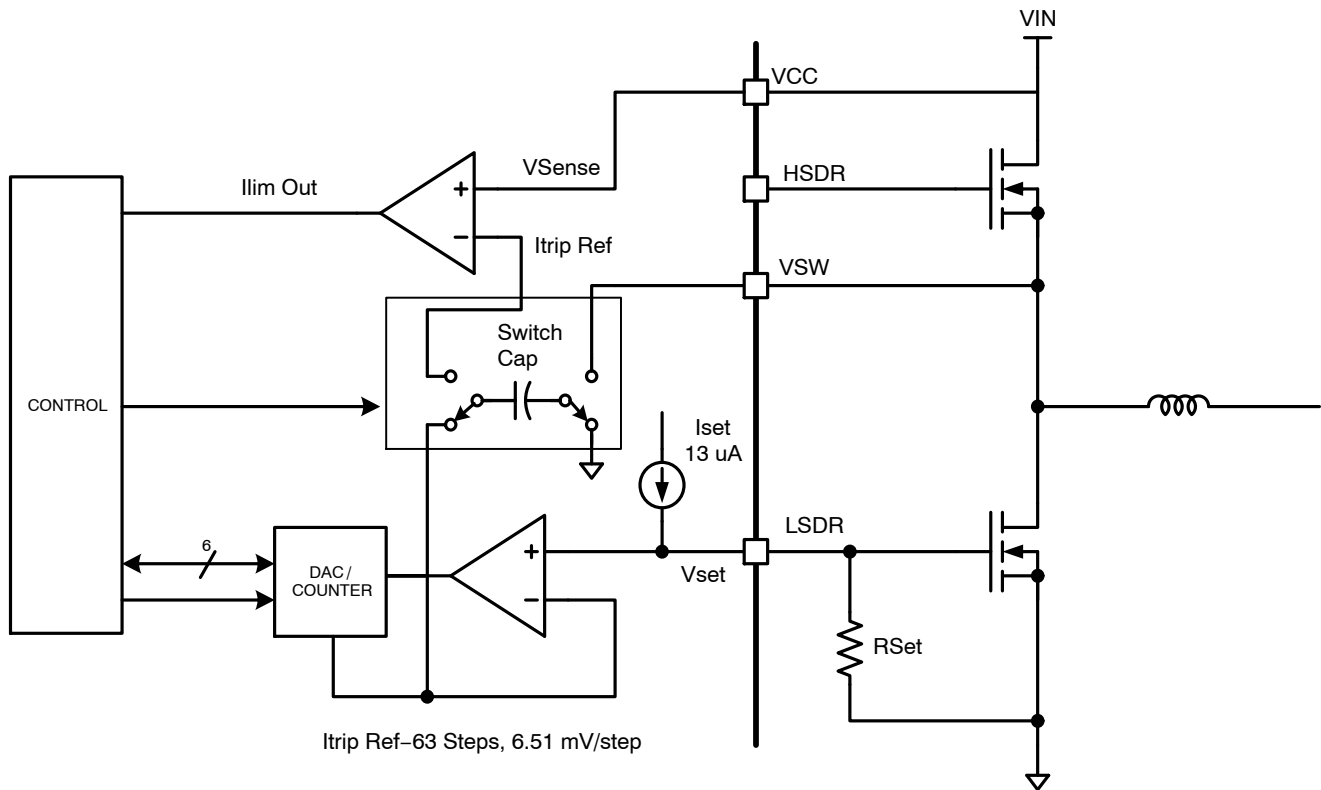 VIN
VCC
VSense
HSDR
Ilim Out
+
−
Itrip Ref
VSW
Switch
Cap
CONTROL
Iset
13 uA
LSDR
6
+
Vset
DAC/
COUNTER
−
RSet
Itrip Ref−63 Steps, 6.51 mV/step